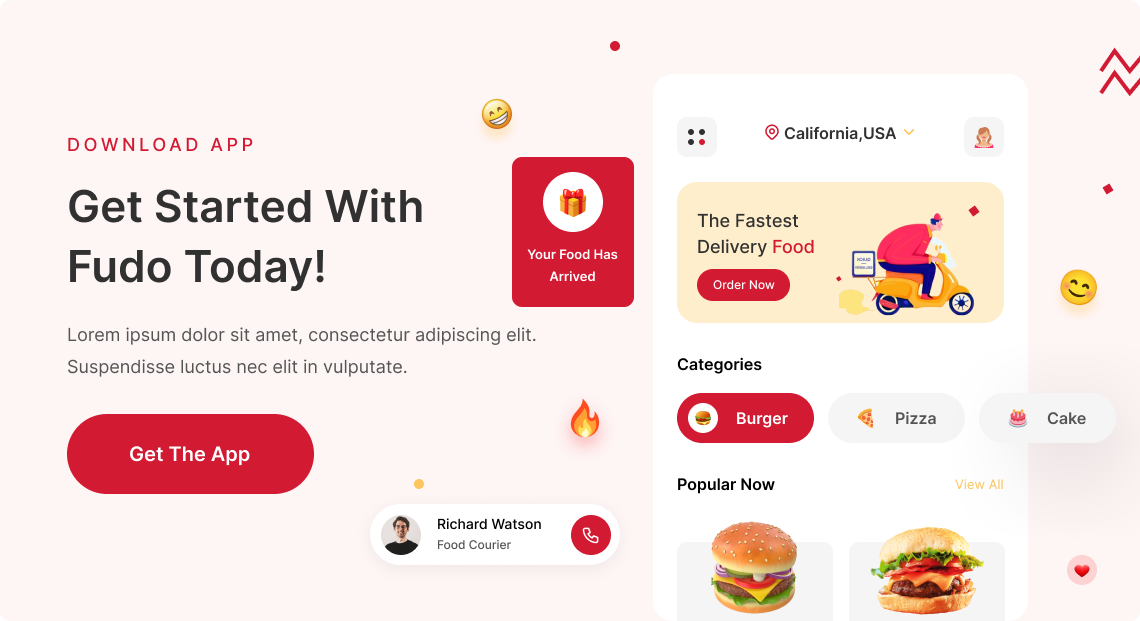 DOWNLOAD APP
Get Started With
Fudo Today!
Lorem ipsum dolor sit amet, consectetur adipiscing elit.
Suspendisse luctus nec elit in vulputate.
Get The App
Your Food Has
Arrived
Richard Watson
Food Courier
California,USA
The Fastest
Delivery Food
Order Now
Categories
Burger
Pizza
Cake
Popular Now
View All